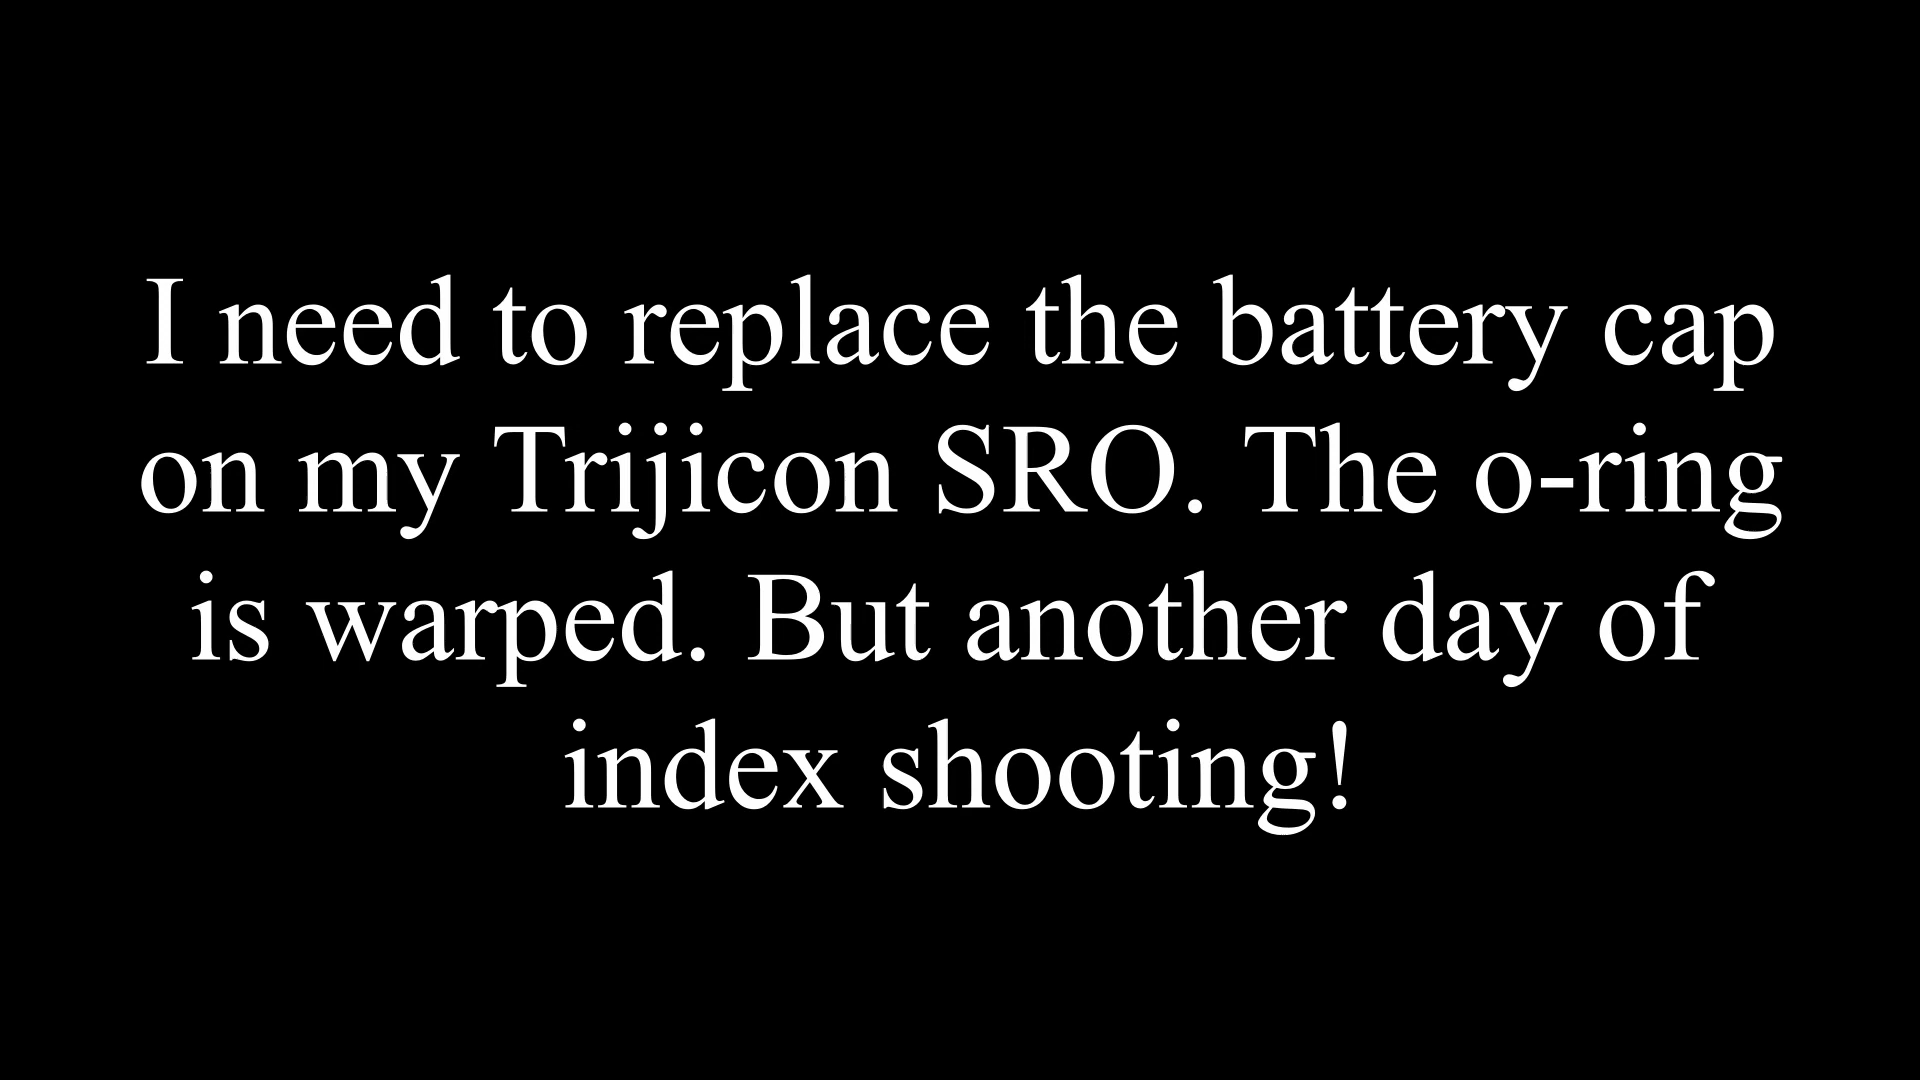 I need to replace the battery cap
on my Trijicon SRO. The o-ring
is warped. But another day of
index shooting!